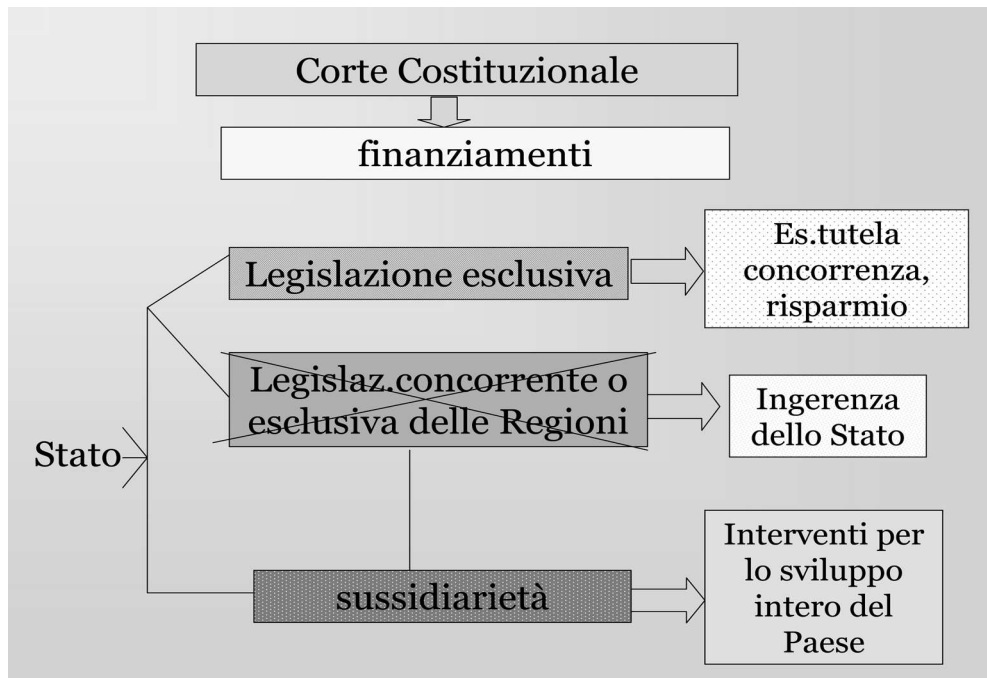 Corte Costituzionale
finanziamenti
Legislazione esclusiva
Es.tutela
concorrenza,
risparmio
Legislaz.concorrente o
esclusiva delle Regioni
Ingerenza
dello Stato
Stato
sussidiarietà
Interventi per
lo sviluppo
intero del
Paese